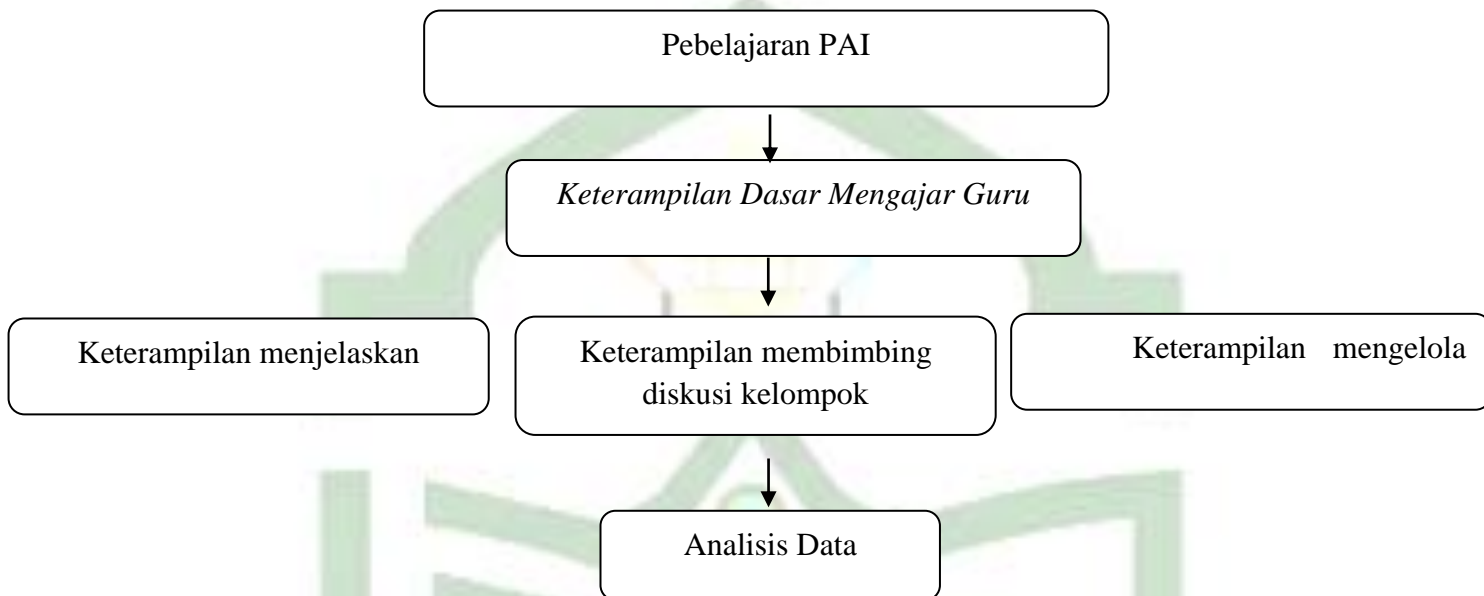 Pebelajaran PAI
Keterampilan Dasar Mengajar Guru
Keterampilan menjelaskan
Keterampilan membimbing
diskusi kelompok
Keterampilan mengelola
Analisis Data